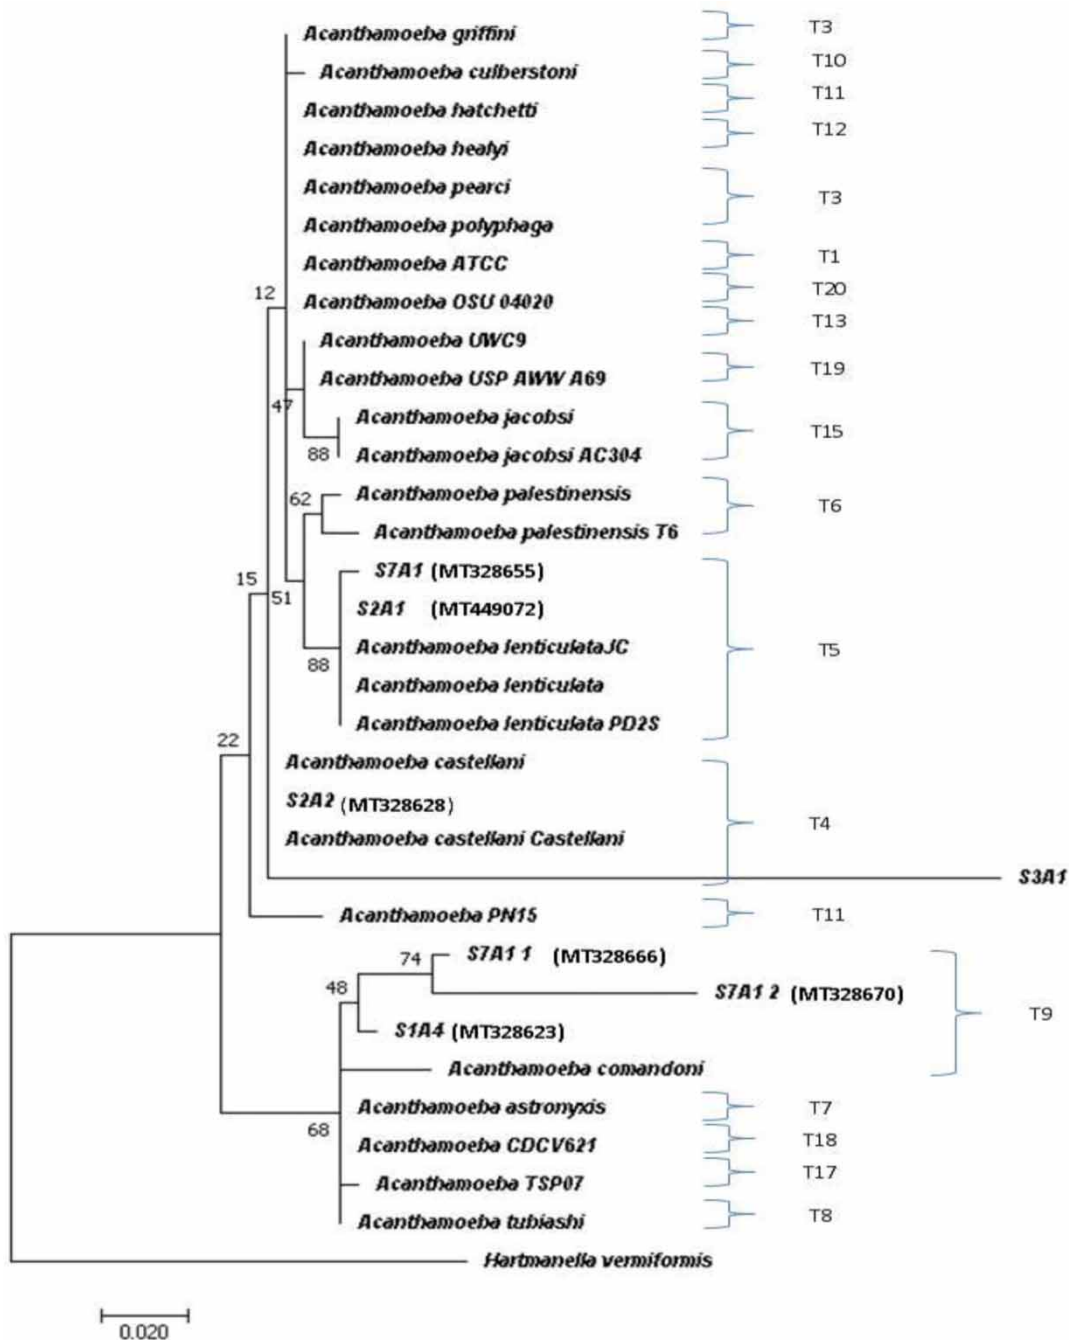 Acanthamoeba griffini T3
Acanthamoeba culberstoni T10
Acanthamoeba hatchetti T11
Acanthamoeba healyi T12
Acanthamoeba pearci
T3
Acanthamoeba polyphaga
Acanthamoeba ATCC T1
12 Acanthamoeba OSU 04020 T20
Acanthamoeba UWC9 T13
Acanthamoeba USP AWW A69 T19
47 Acanthamoeba jacobsi
T15
88 Acanthamoeba jacobsi AC304
62 Acanthamoeba palestinensis
T6
Acanthamoeba palestinensis T6
15 S7A1 (MT328655)
51 S2A1 (MT449072)
88 Acanthamoeba lenticulataJC T5
Acanthamoeba lenticulata
Acanthamoeba lenticulata PD2S
22 Acanthamoeba castellani
S2A2 (MT328628)
T4
Acanthamoeba castellani Castellani
S3A1
Acanthamoeba PN15 T11
74 S7A1 1 (MT328666)
48 S7A1 2 (MT328670)
T9
S1A4 (MT328623)
Acanthamoeba comandoni
68 Acanthamoeba astronyxis T7
Acanthamoeba CDCV621 T18
Acanthamoeba TSP07 T17
Acanthamoeba tubiashi T8
Hartmanella vermiformis
0.020